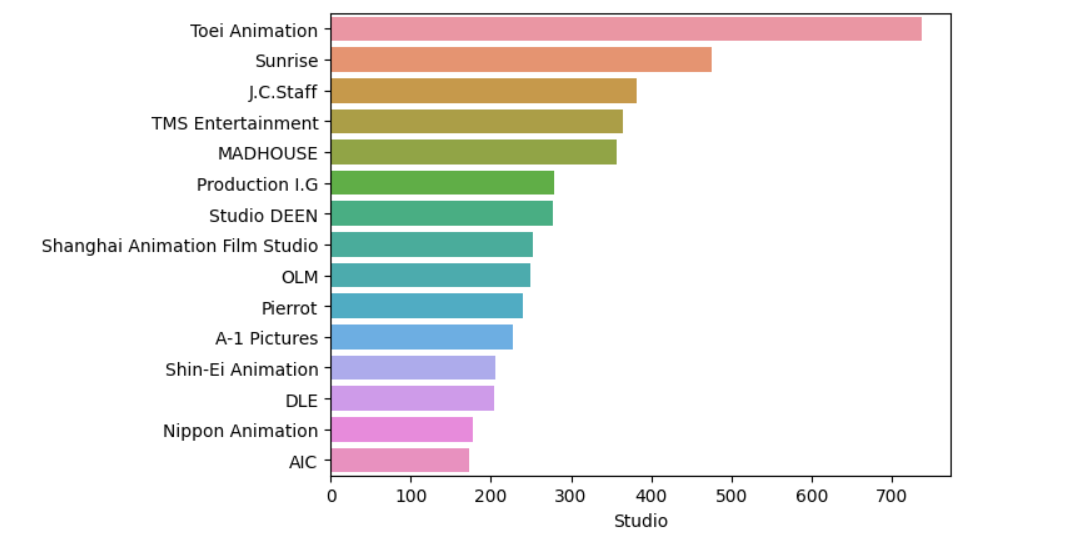 Toei Animation
Sunrise
J.C.Staff
TMS Entertainment
MADHOUSE
Production I.G
Studio DEEN
Shanghai Animation Film Studio
OLM
Pierrot
A-1 Pictures
Shin-Ei Animation
DLE
Nippon Animation
AIC
0 100 200 300 400 500 600 700
Studio